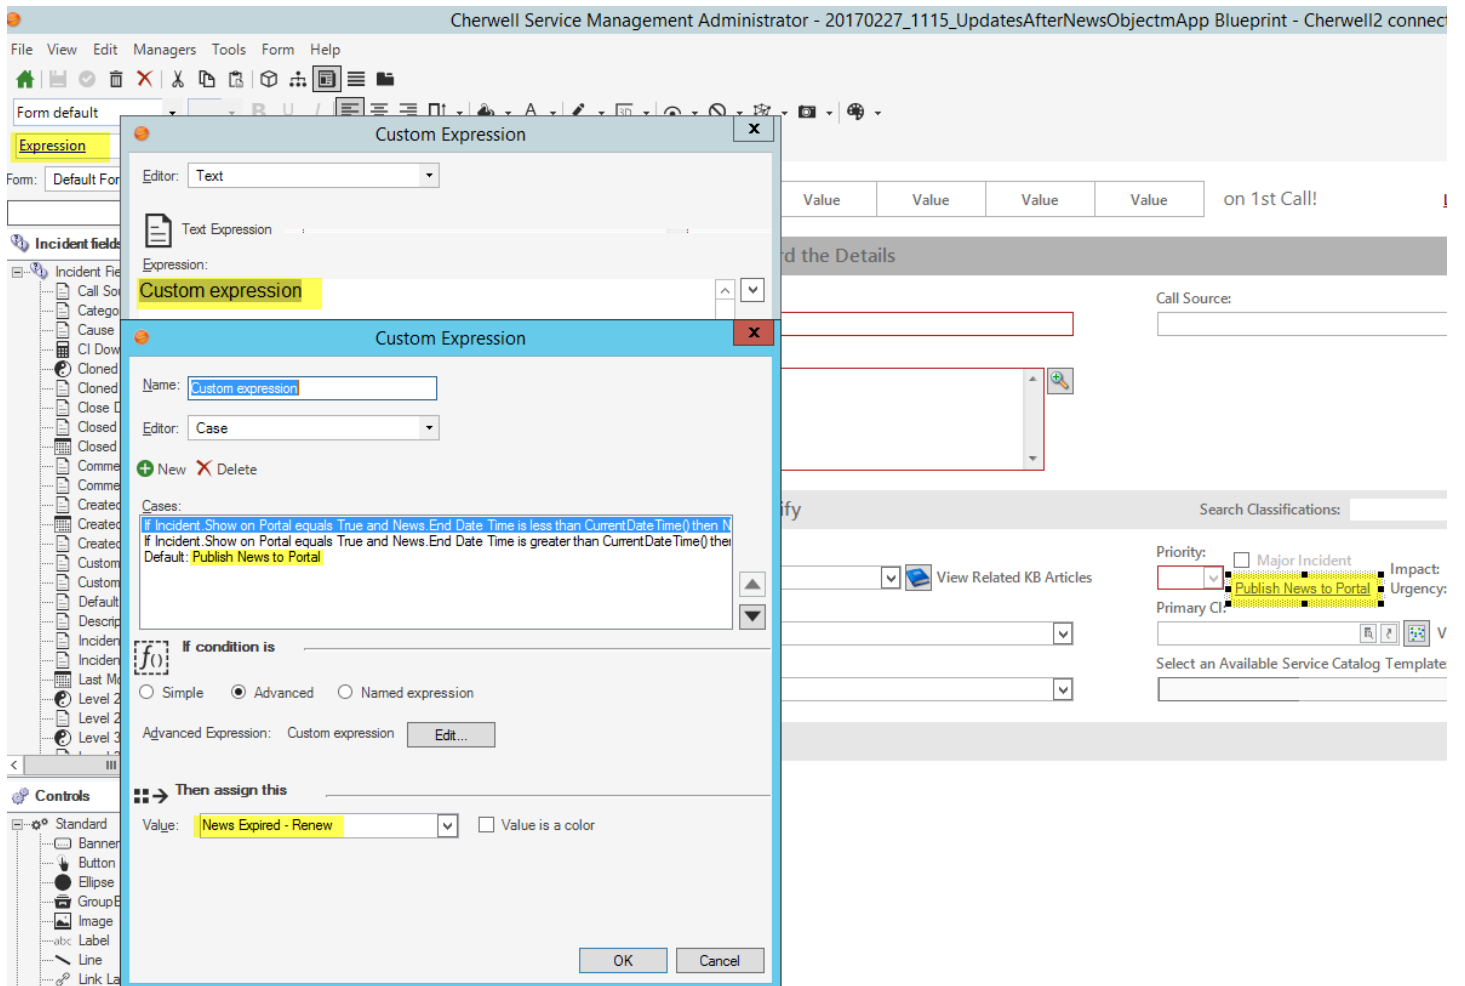 Cherwell Service Management Administrator - 20170227_1115_UpdatesAfterNewsObjectmApp Blueprint - Cherwell2 connect
File View Edit Managers Tools Form Help
Form default
B U I
Expression
Custom Expression
x
Form: Default For
Editor: Text
Value Value Value Value on 1st Call!
Text Expression
Incident fields
Expression:
rd the Details
Custom expression
Incident Fie
Call Sou
Catego
Cause
CI Dow
Cloned
Cloned
Close D
Closed
Closed
Comme
Comme
Created
Created
Created
Custom
Custom
Default
Descrip
Inciden
Inciden
Last Mo
Level 2
Level 2
Level 3
Call Source:
Custom Expression
x
Name: Custom expression
Editor: Case
New Delete
Cases:
If Incident.Show on Portal equals True and News.End Date Time is less than CurrentDateTime() then N
If Incident.Show on Portal equals True and News.End Date Time is greater than CurrentDateTime() then
Default: Publish News to Portal
ify
Search Classifications:
Priority:
Major Incident
Impact:
View Related KB Articles
Publish News to Portal
Urgency:
Primary CI:
V
Select an Available Service Catalog Template
f()
If condition is
Simple Advanced Named expression
Advanced Expression: Custom expression Edit...
Then assign this
Value: News Expired - Renew Value is a color
Controls
Standard
Banner
Button
Ellipse
GroupB
Image
abc Label
Line
Link La
OK Cancel